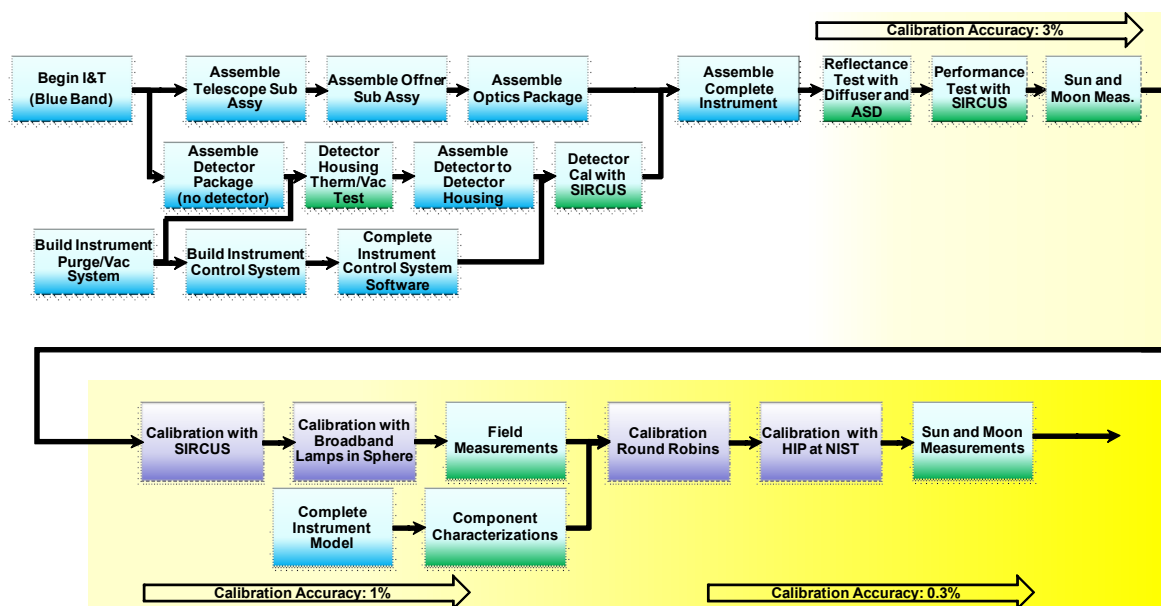 Calibration Accuracy: 3%
Begin I&T
(Blue Band)
Assemble
Telescope Sub
Assy
Assemble Offner
Sub Assy
Assemble
Optics Package
Assemble
Complete
Instrument
Reflectance
Test with
Diffuser and
ASD
Performance
Test with
SIRCUS
Sun and
Moon Meas.
Assemble
Detector
Package
(no detector)
Detector
Housing
Therm/Vac
Test
Assemble
Detector to
Detector
Housing
Detector
Cal with
SIRCUS
Build Instrument
Purge/Vac
System
Build Instrument
Control System
Complete
Instrument
Control System
Software
Calibration with
SIRCUS
Calibration with
Broadband
Lamps in Sphere
Field
Measurements
Calibration
Round Robins
Calibration with
HIP at NIST
Sun and Moon
Measurements
Complete
Instrument
Model
Component
Characterizations
Calibration Accuracy: 1%
Calibration Accuracy: 0.3%